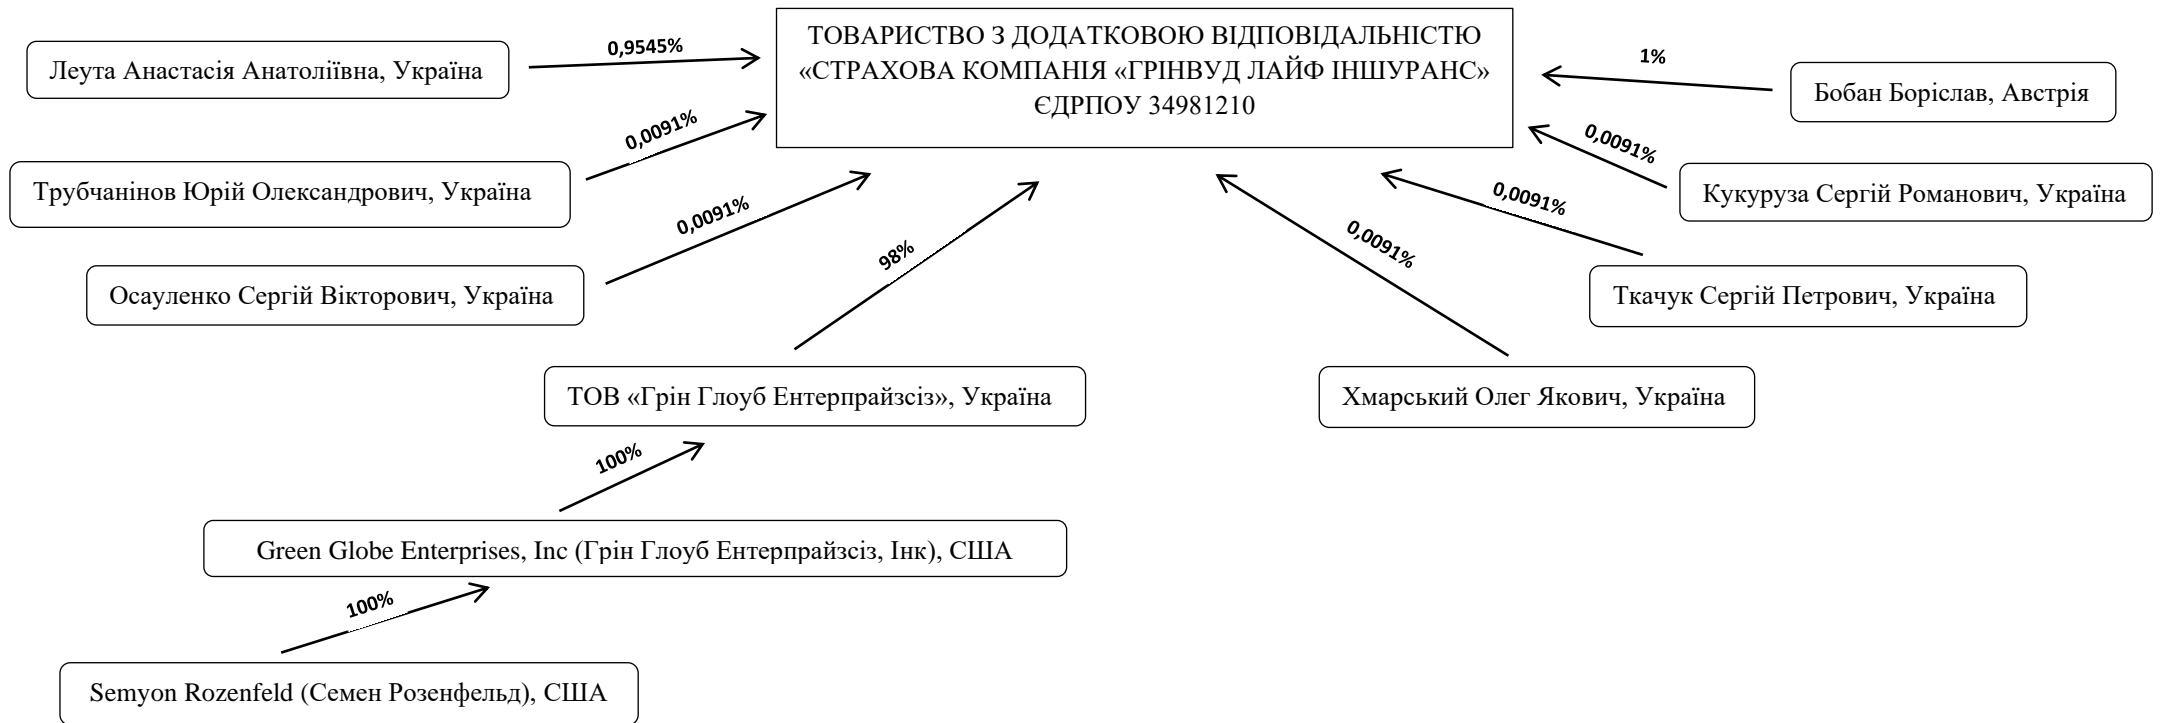 ТОВАРИСТВО З ДОДАТКОВОЮ ВІДПОВІДАЛЬНІСТЮ
«СТРАХОВА КОМПАНІЯ «ГРІНВУД ЛАЙФ ІНШУРАНС»
ЄДРПОУ 34981210
0,9545%
Леута Анастасія Анатоліївна, Україна
1%
Бобан Боріслав, Австрія
0,0091%
Трубчанінов Юрій Олександрович, Україна
0,0091%
Кукуруза Сергій Романович, Україна
0,0091%
Осауленко Сергій Вікторович, Україна
0,0091%
Ткачук Сергій Петрович, Україна
98%
ТОВ «Грін Глоуб Ентерпрайзсіз», Україна
0,0091%
Хмарський Олег Якович, Україна
100%
Green Globe Enterprises, Inc (Грін Глоуб Ентерпрайзсіз, Інк), США
100%
Semyon Rozenfeld (Семен Розенфельд), США